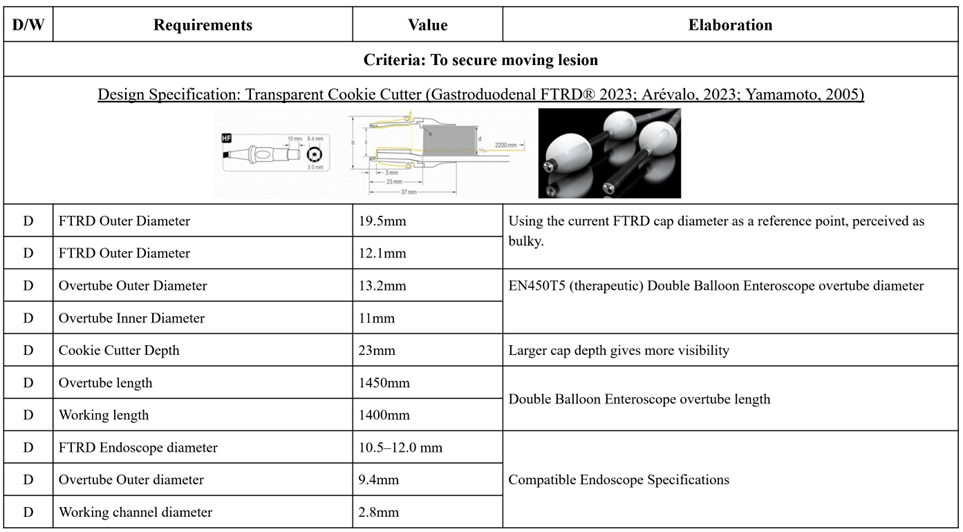 D/W Requirements Value Elaboration
Criteria: To secure moving lesion
Design Specification: Transparent Cookie Cutter (Gastroduodenal FTRD® 2023; Arévalo, 2023; Yamamoto, 2005)
HF 10 mm 8.4 mm
3.0 mm
2200 mm
3 mm
23 mm
37 mm
D FTRD Outer Diameter 19.5mm Using the current FTRD cap diameter as a reference point, perceived as
bulky.
D FTRD Outer Diameter 12.1mm
D Overtube Outer Diameter 13.2mm EN450T5 (therapeutic) Double Balloon Enteroscope overtube diameter
D Overtube Inner Diameter 11mm
D Cookie Cutter Depth 23mm Larger cap depth gives more visibility
D Overtube length 1450mm
Double Balloon Enteroscope overtube length
D Working length 1400mm
D FTRD Endoscope diameter 10.5–12.0 mm
D Overtube Outer diameter 9.4mm Compatible Endoscope Specifications
D Working channel diameter 2.8mm